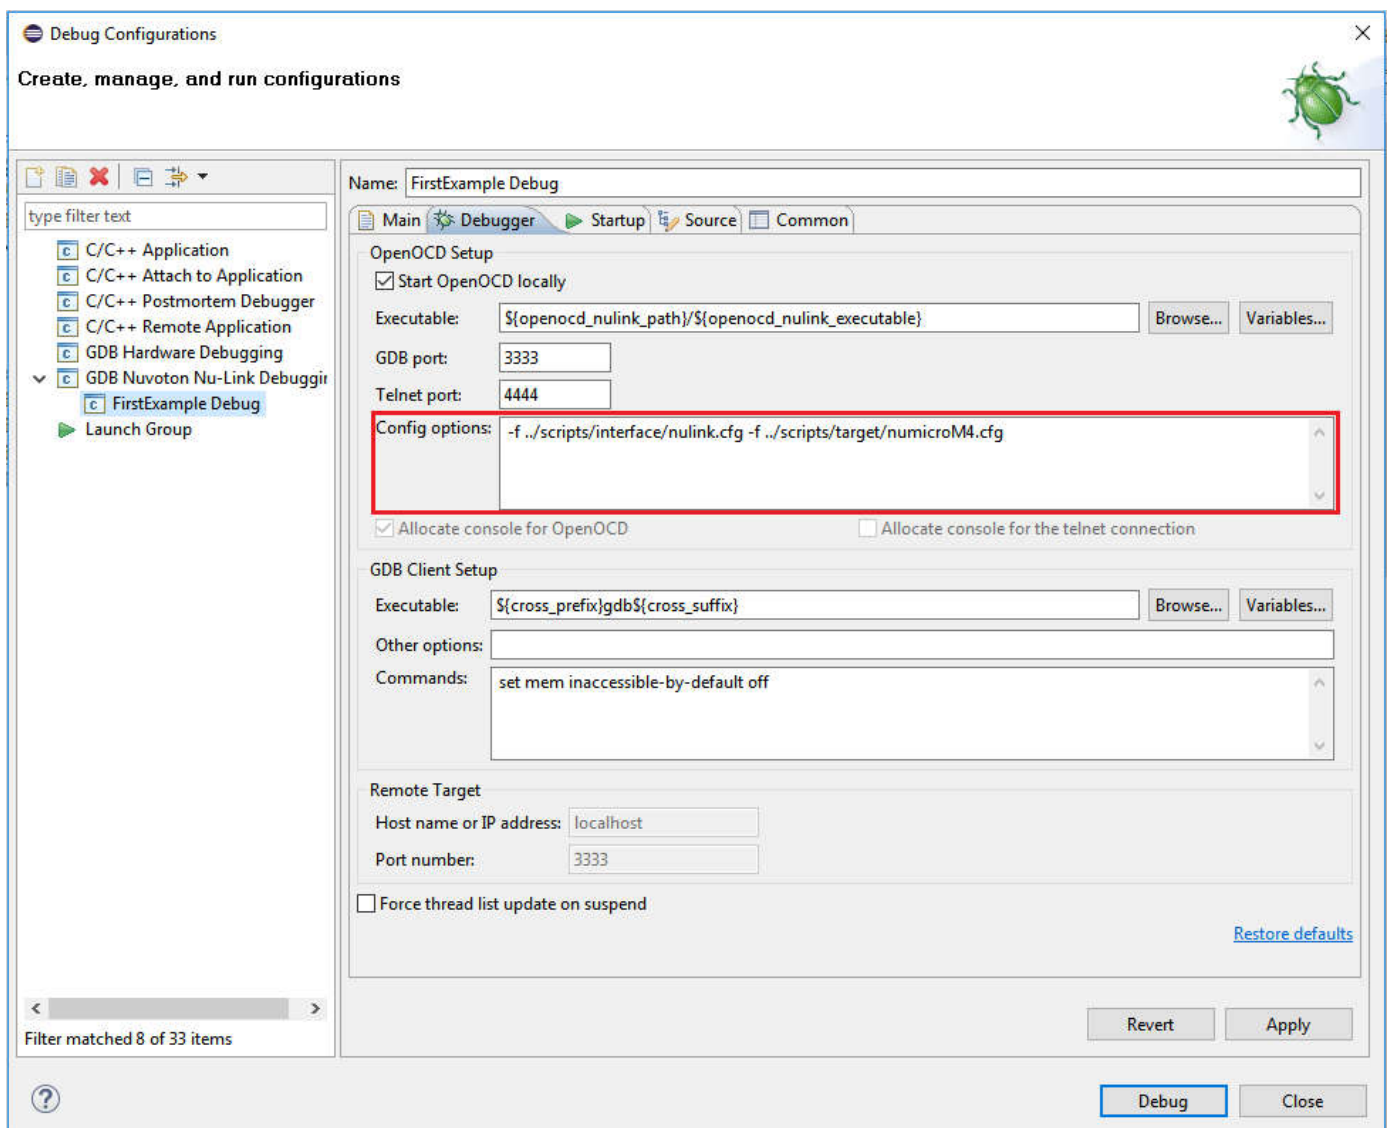 Debug Configurations
Create, manage, and run configurations
type filter text
C/C++ Application
C/C++ Attach to Application
C/C++ Postmortem Debugger
C/C++ Remote Application
GDB Hardware Debugging
GDB Nuvoton Nu-Link Debuggin
FirstExample Debug
Launch Group
Filter matched 8 of 33 items
Name: FirstExample Debug
Main Debugger Startup Source Common
OpenOCD Setup
Start OpenOCD locally
Executable: ${openocd_nulink_path}/${openocd_nulink_executable} Browse... Variables...
GDB port: 3333
Telnet port: 4444
Config options: -f ../scripts/interface/nulink.cfg -f ../scripts/target/numicroM4.cfg
Allocate console for OpenOCD Allocate console for the telnet connection
GDB Client Setup
Executable: ${cross_prefix}gdb${cross_suffix} Browse... Variables...
Other options:
Commands: set mem inaccessible-by-default off
Remote Target
Host name or IP address: localhost
Port number: 3333
Force thread list update on suspend
Restore defaults
Revert Apply
Debug Close